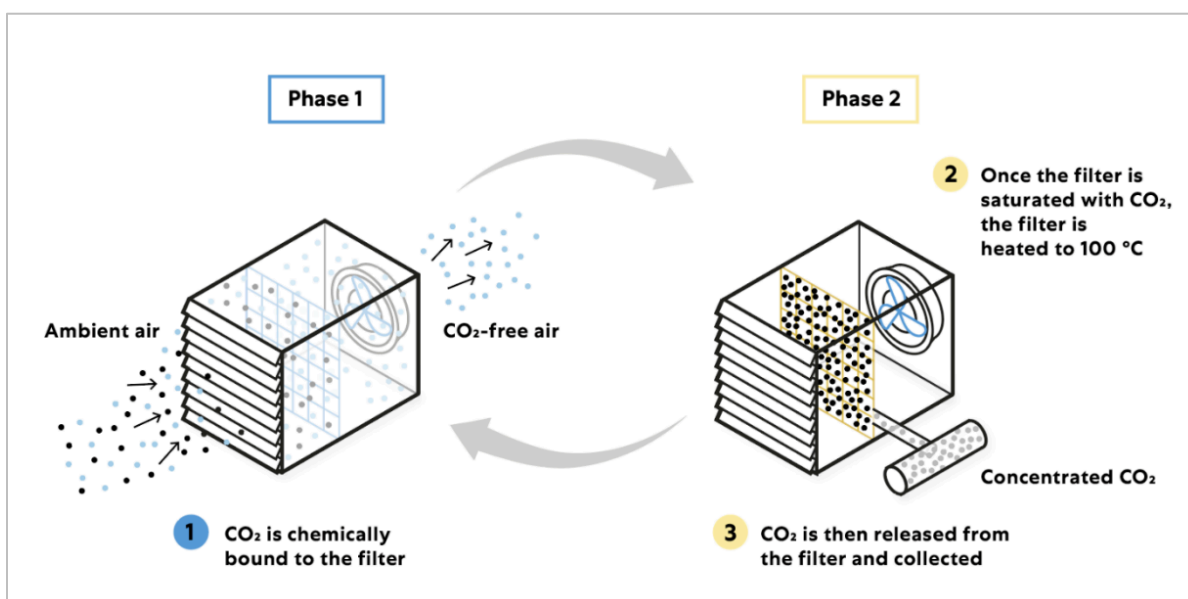 Phase 1
Ambient air
CO₂-free air
1
CO₂ is chemically
bound to the filter
Phase 2
2
Once the filter is
saturated with CO₂,
the filter is
heated to 100 °C
Concentrated CO₂
3
CO₂ is then released from
the filter and collected